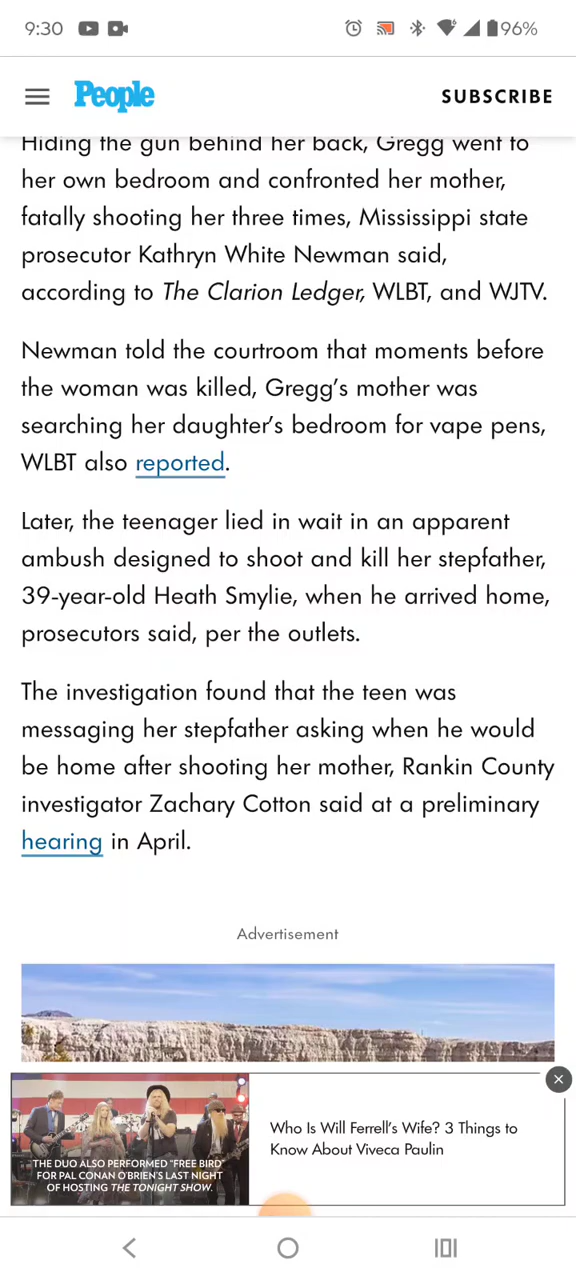 9:30
96%
People
SUBSCRIBE
Hiding the gun behind her back, Gregg went to
her own bedroom and confronted her mother,
fatally shooting her three times, Mississippi state
prosecutor Kathryn White Newman said,
according to The Clarion Ledger, WLBT, and WJTV.
Newman told the courtroom that moments before
the woman was killed, Gregg's mother was
searching her daughter's bedroom for vape pens,
WLBT also reported.
Later, the teenager lied in wait in an apparent
ambush designed to shoot and kill her stepfather,
39-year-old Heath Smylie, when he arrived home,
prosecutors said, per the outlets.
The investigation found that the teen was
messaging her stepfather asking when he would
be home after shooting her mother, Rankin County
investigator Zachary Cotton said at a preliminary
hearing in April.
Advertisement
THE DUO ALSO PERFORMED "FREE BIRD"
FOR PAL CONAN O'BRIEN'S LAST NIGHT
OF HOSTING THE TONIGHT SHOW.
Who Is Will Ferrell's Wife? 3 Things to
Know About Viveca Paulin